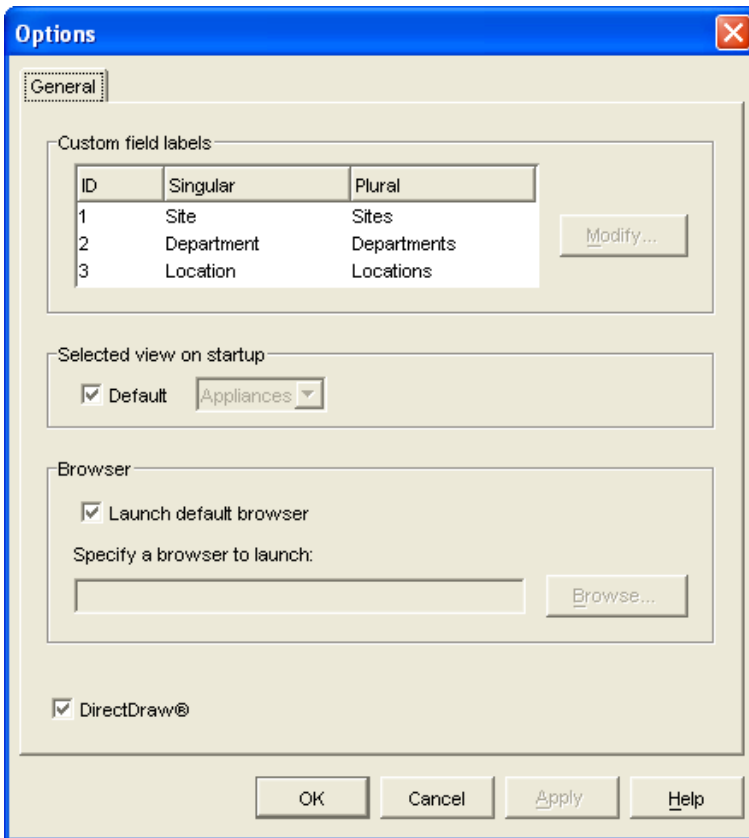 Options
General
Custom field labels
ID Singular Plural
1 Site Sites
2 Department Departments
3 Location Locations
Modify...
Selected view on startup
Default Appliances
Browser
Launch default browser
Specify a browser to launch:
Browse...
DirectDraw®
OK Cancel Apply Help